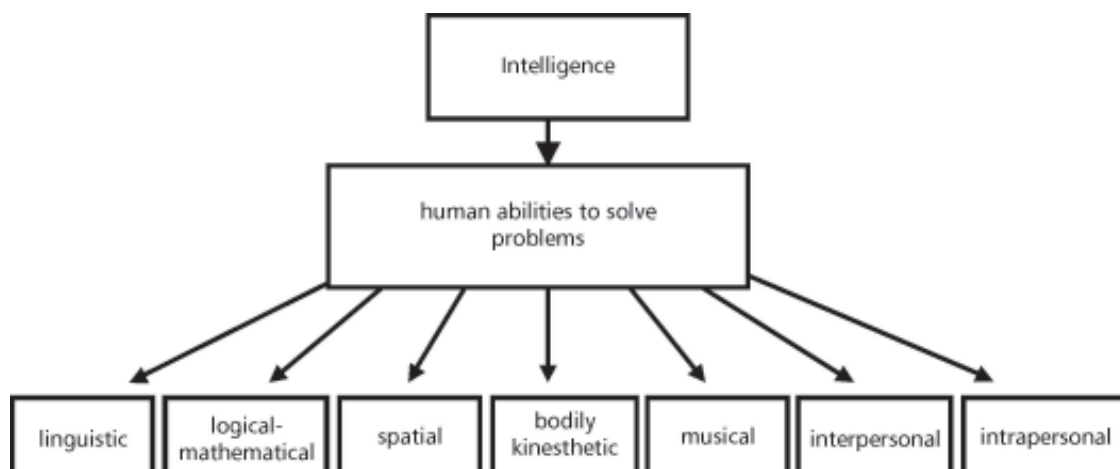 Intelligence
human abilities to solve
problems
linguistic
logical-
mathematical
spatial
bodily
kinesthetic
musical
interpersonal
intrapersonal